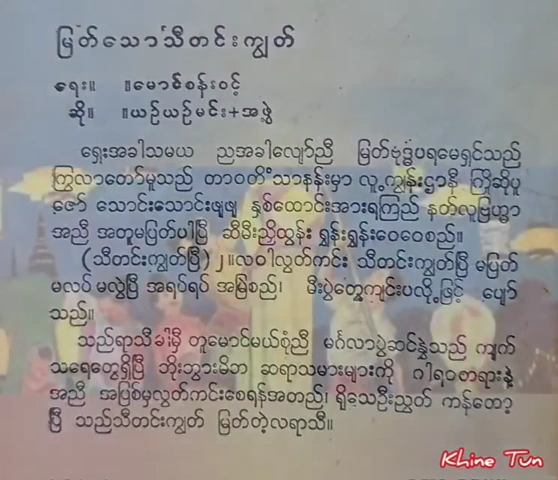 မြတ်သော်သီတင်းကျွတ်
ရေး။ ။မောင်စန်းဝင့်
ဆို။ ။ယဉ်ယဉ်မင်း+အဖွဲ့
ရှေးအခါသမယ ညအခါလျော်ညီ မြတ်ဗုဒ္ဓံပရမေရှင်သည်
ကြွလာတော်မူသည် တာဝတိံသာနန်းမှာ လူ့ကျွန်းဌာနီ ကြိုဆိုပူ
ဇော် သောင်းသောင်းဖျဖျ နှစ်ထောင်းအားရကြည် နတ်လူဗြဟ္မာ
အညီ အတူမပြတ်ပါပြီ ဆီမီးညှိထွန်း ရွှန်းရွှန်းဝေဝေစည်။
(သီတင်းကျွတ်ပြီ)၂။လဝါလွတ်ကင်း သီတင်းကျွတ်ပြီ မပြတ်
မလပ် မလွဲပြီ အရပ်ရပ် အမြဲစည်၊ မီးပွဲတွေ့ကျင်းပလို့ဖြင့် ပျော်
သည်။
သည်ရာသီခါမှီ တူမောင်မယ်စုံညီ မင်္ဂလာပွဲဆင်နွှဲသည် ကျက်
သရေတွေရှိပြီ ဘိုးဘွားမိဘ ဆရာသမားများကို ဂါရဝတရားနဲ့
အညီ အပြစ်မှလွတ်ကင်းစေရန်အတည်၊ ရိုသေဦးညွှတ် ကန်တော့
ပြီ သည်သီတင်းကျွတ် မြတ်တဲ့လရာသီ။
Khine Tun